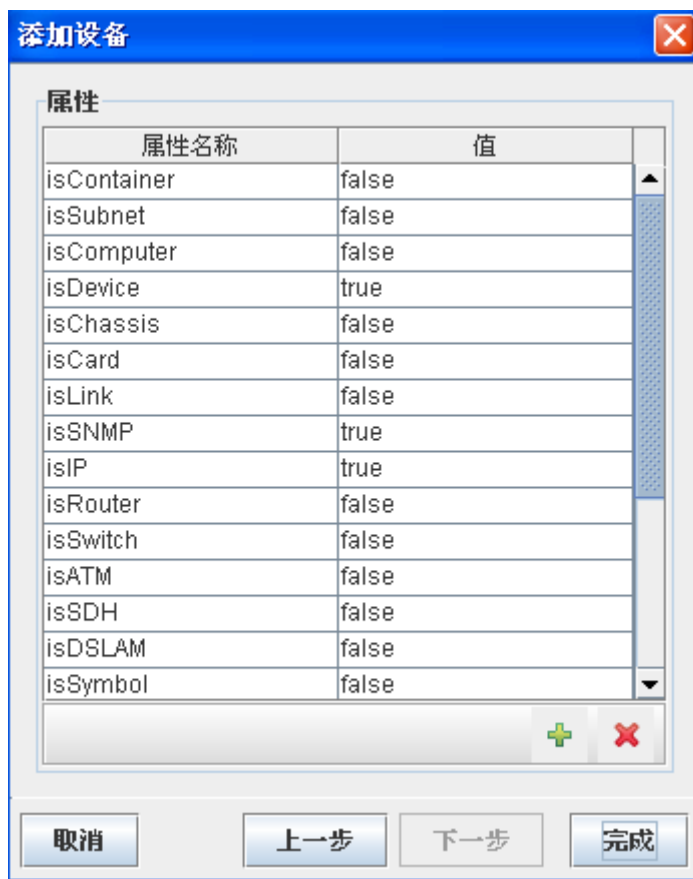 添加设备
属性
属性名称 值
isContainer false
isSubnet false
isComputer false
isDevice true
isChassis false
isCard false
isLink false
isSNMP true
isIP true
isRouter false
isSwitch false
isATM false
isSDH false
isDSLAM false
isSymbol false
取消 上一步 下一步 完成